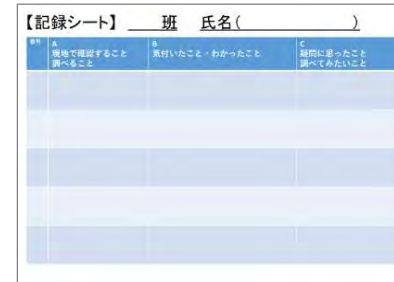 【記録シート】 班 氏名( )
番号
A
現地で確認すること
調べること
B
気付いたこと・わかったこと
C
疑問に思ったこと
調べてみたいこと